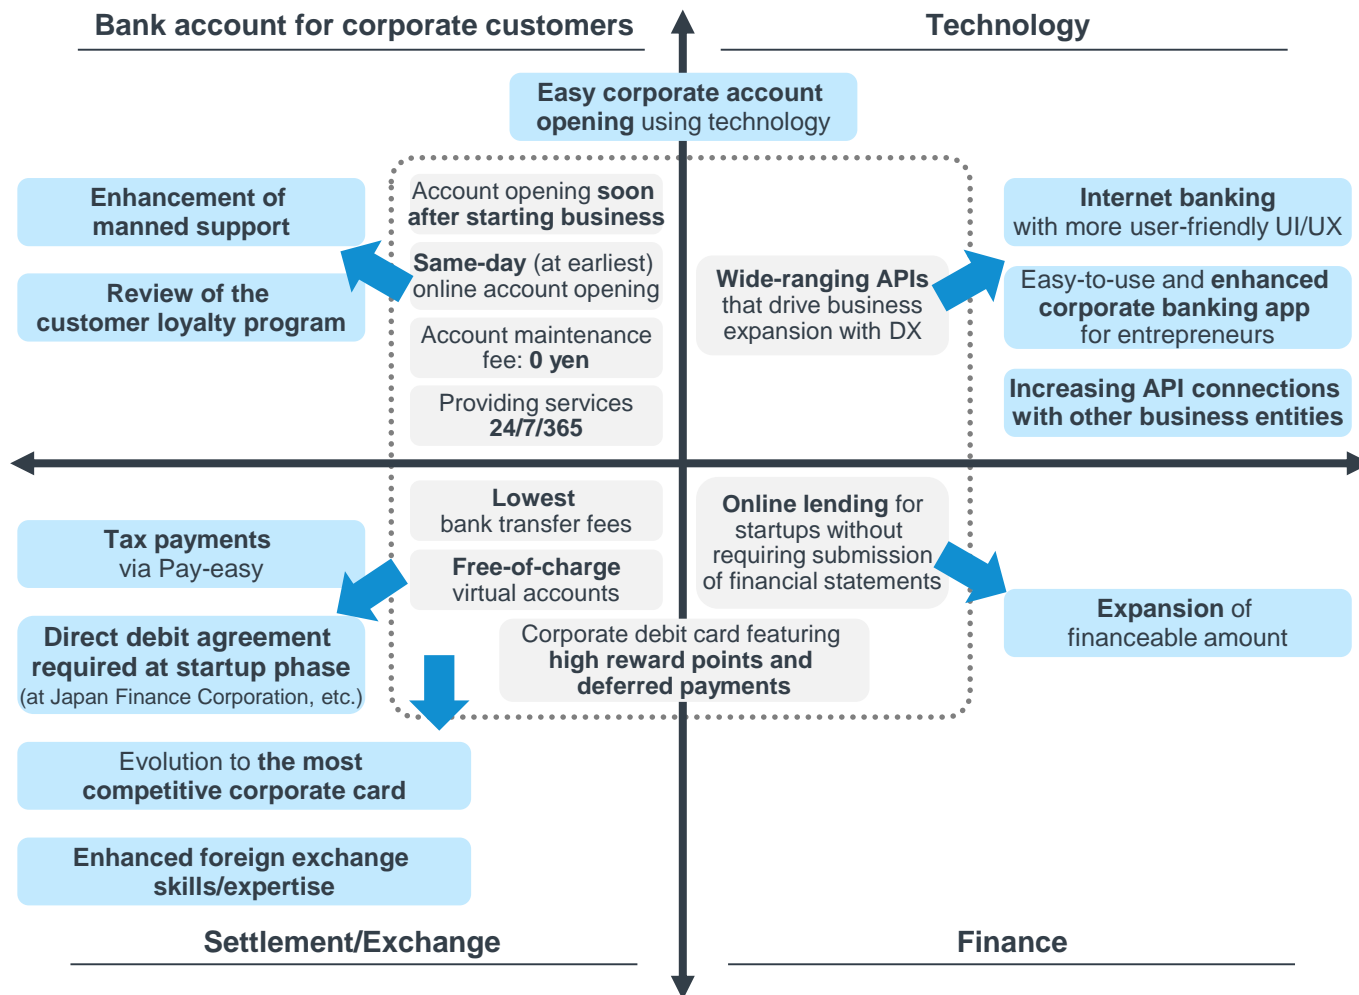 Bank account for corporate customers
Technology
Easy corporate account
opening using technology
Enhancement of
manned support
Review of the
customer loyalty program
Account opening soon
after starting business
Same-day (at earliest)
online account opening
Account maintenance
fee: 0 yen
Providing services
24/7/365
Wide-ranging APIs
that drive business
expansion with DX
Internet banking
with more user-friendly UI/UX
Easy-to-use and enhanced
corporate banking app
for entrepreneurs
Increasing API connections
with other business entities
Tax payments
via Pay-easy
Direct debit agreement
required at startup phase
(at Japan Finance Corporation, etc.)
Lowest
bank transfer fees
Free-of-charge
virtual accounts
Online lending for
startups without
requiring submission
of financial statements
Corporate debit card featuring
high reward points and
deferred payments
Expansion of
financeable amount
Evolution to the most
competitive corporate card
Enhanced foreign exchange
skills/expertise
Settlement/Exchange
Finance